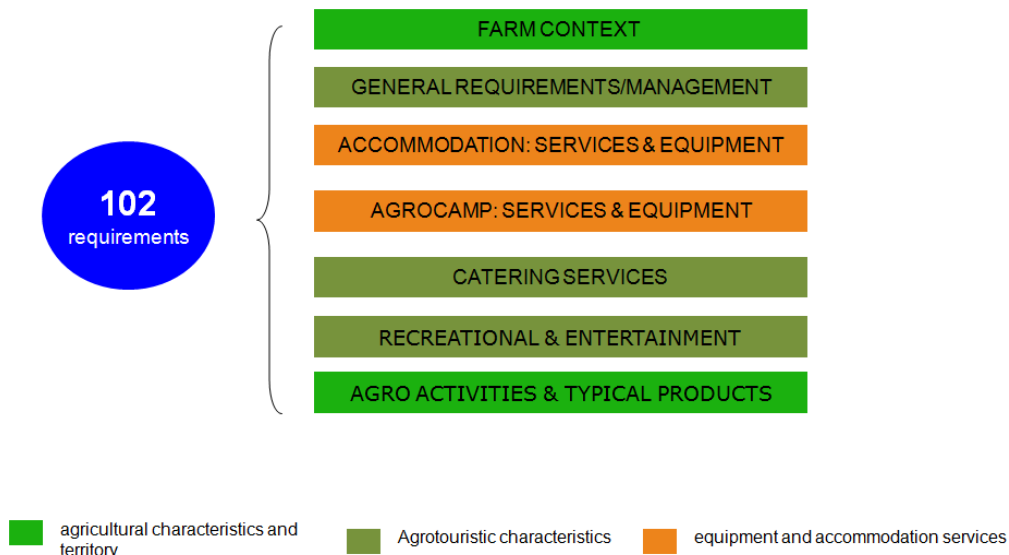 FARM CONTEXT
GENERAL REQUIREMENTS/MANAGEMENT
ACCOMMODATION: SERVICES & EQUIPMENT
102
requirements
AGROCAMP: SERVICES & EQUIPMENT
CATERING SERVICES
RECREATIONAL & ENTERTAINMENT
AGRO ACTIVITIES & TYPICAL PRODUCTS
agricultural characteristics and
territory
Agrotouristic characteristics
equipment and accommodation services